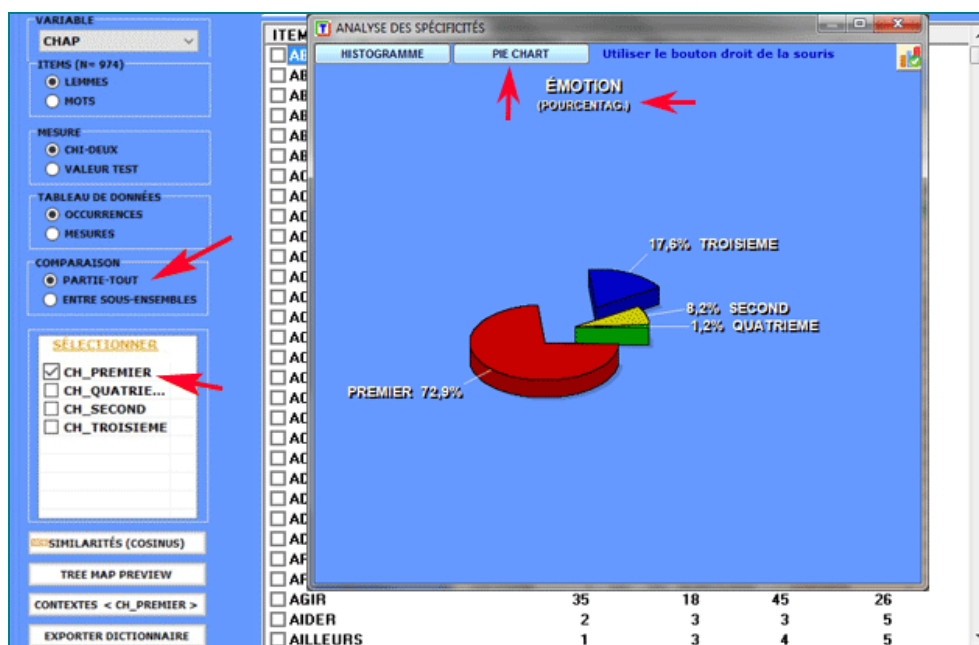 VARIABLE
CHAP
ITEMS (N= 974)
LEMMES
MOTS
MESURE
CHI-DEUX
VALEUR TEST
TABLEAU DE DONNÉES
OCCURRENCES
MESURES
COMPARAISON
PARTIE-TOUT
ENTRE SOUS-ENSEMBLES
SÉLECTIONNER
CH_PREMIER
CH_QUATRIE...
CH_SECOND
CH_TROISIEME
SIMILARITÉS (COSINUS)
TREE MAP PREVIEW
CONTEXTES < CH_PREMIER >
EXPORTER DICTIONNAIRE
ANALYSE DES SPÉCIFICITÉS
HISTOGRAMME PIE CHART Utiliser le bouton droit de la souris
ÉMOTION
(POURCENTAG.)
17,6% TROISIEME
8,2% SECOND
1,2% QUATRIEME
PREMIER 72,9%
AGIR 35 18 45 26
AIDER 2 3 3 5
AILLEURS 1 3 4 5